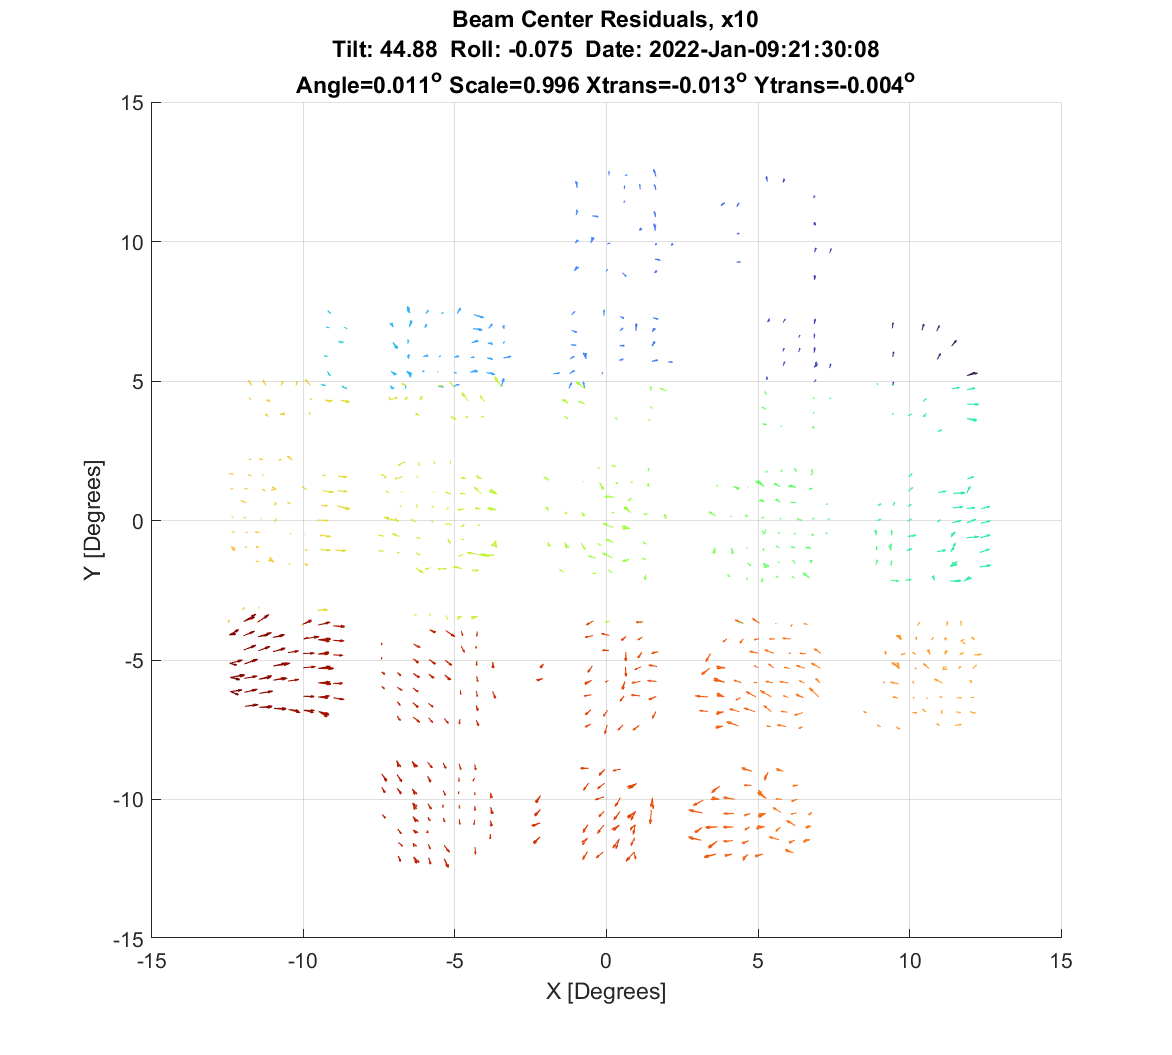 Beam Center Residuals, x10
Tilt: 44.88  Roll: -0.075  Date: 2022-Jan-09:21:30:08
Angle=0.011° Scale=0.996 Xtrans=-0.013° Ytrans=-0.004°
15
10
5
0
-5
-10
-15
Y [Degrees]
-15 -10 -5 0 5 10 15
X [Degrees]